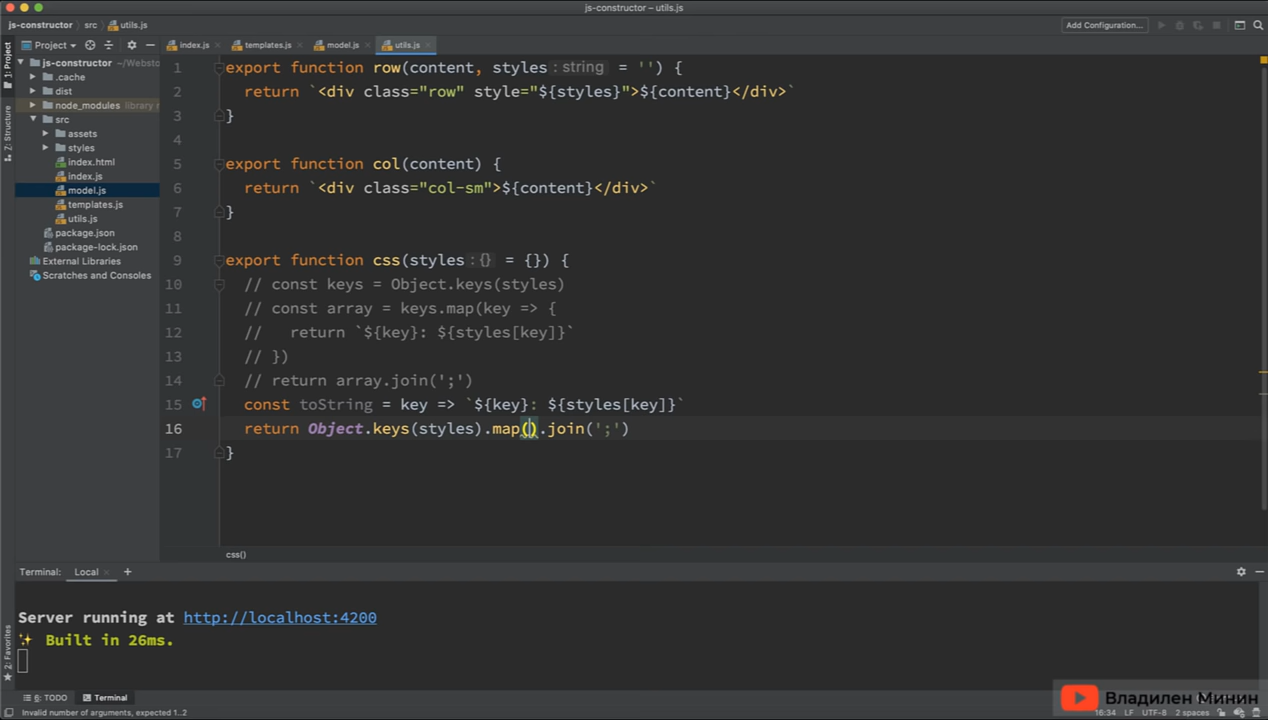 js-constructor – utils.js
js-constructor src utils.js Add Configuration...
Project index.js templates.js model.js utils.js
1: Project
Z: Structure
2: Favorites
js-constructor ~/Websto
.cache
dist
node_modules library r
src
assets
styles
index.html
index.js
model.js
templates.js
utils.js
package.json
package-lock.json
External Libraries
Scratches and Consoles
1 export function row(content, styles : string = '') {
2 return `<div class="row" style="${styles}">${content}</div>`
3 }
4
5 export function col(content) {
6 return `<div class="col-sm">${content}</div>`
7 }
8
9 export function css(styles : {} = {}) {
10 // const keys = Object.keys(styles)
11 // const array = keys.map(key => {
12 // return `${key}: ${styles[key]}`
13 // })
14 // return array.join(';')
15 const toString = key => `${key}: ${styles[key]}`
16 return Object.keys(styles).map().join(';')
17 }
css()
Terminal: Local +
Server running at http://localhost:4200
✨ Built in 26ms.
6: TODO Terminal
Invalid number of arguments, expected 1..2
16:34 LF UTF-8 2 spaces
Владилен Минин